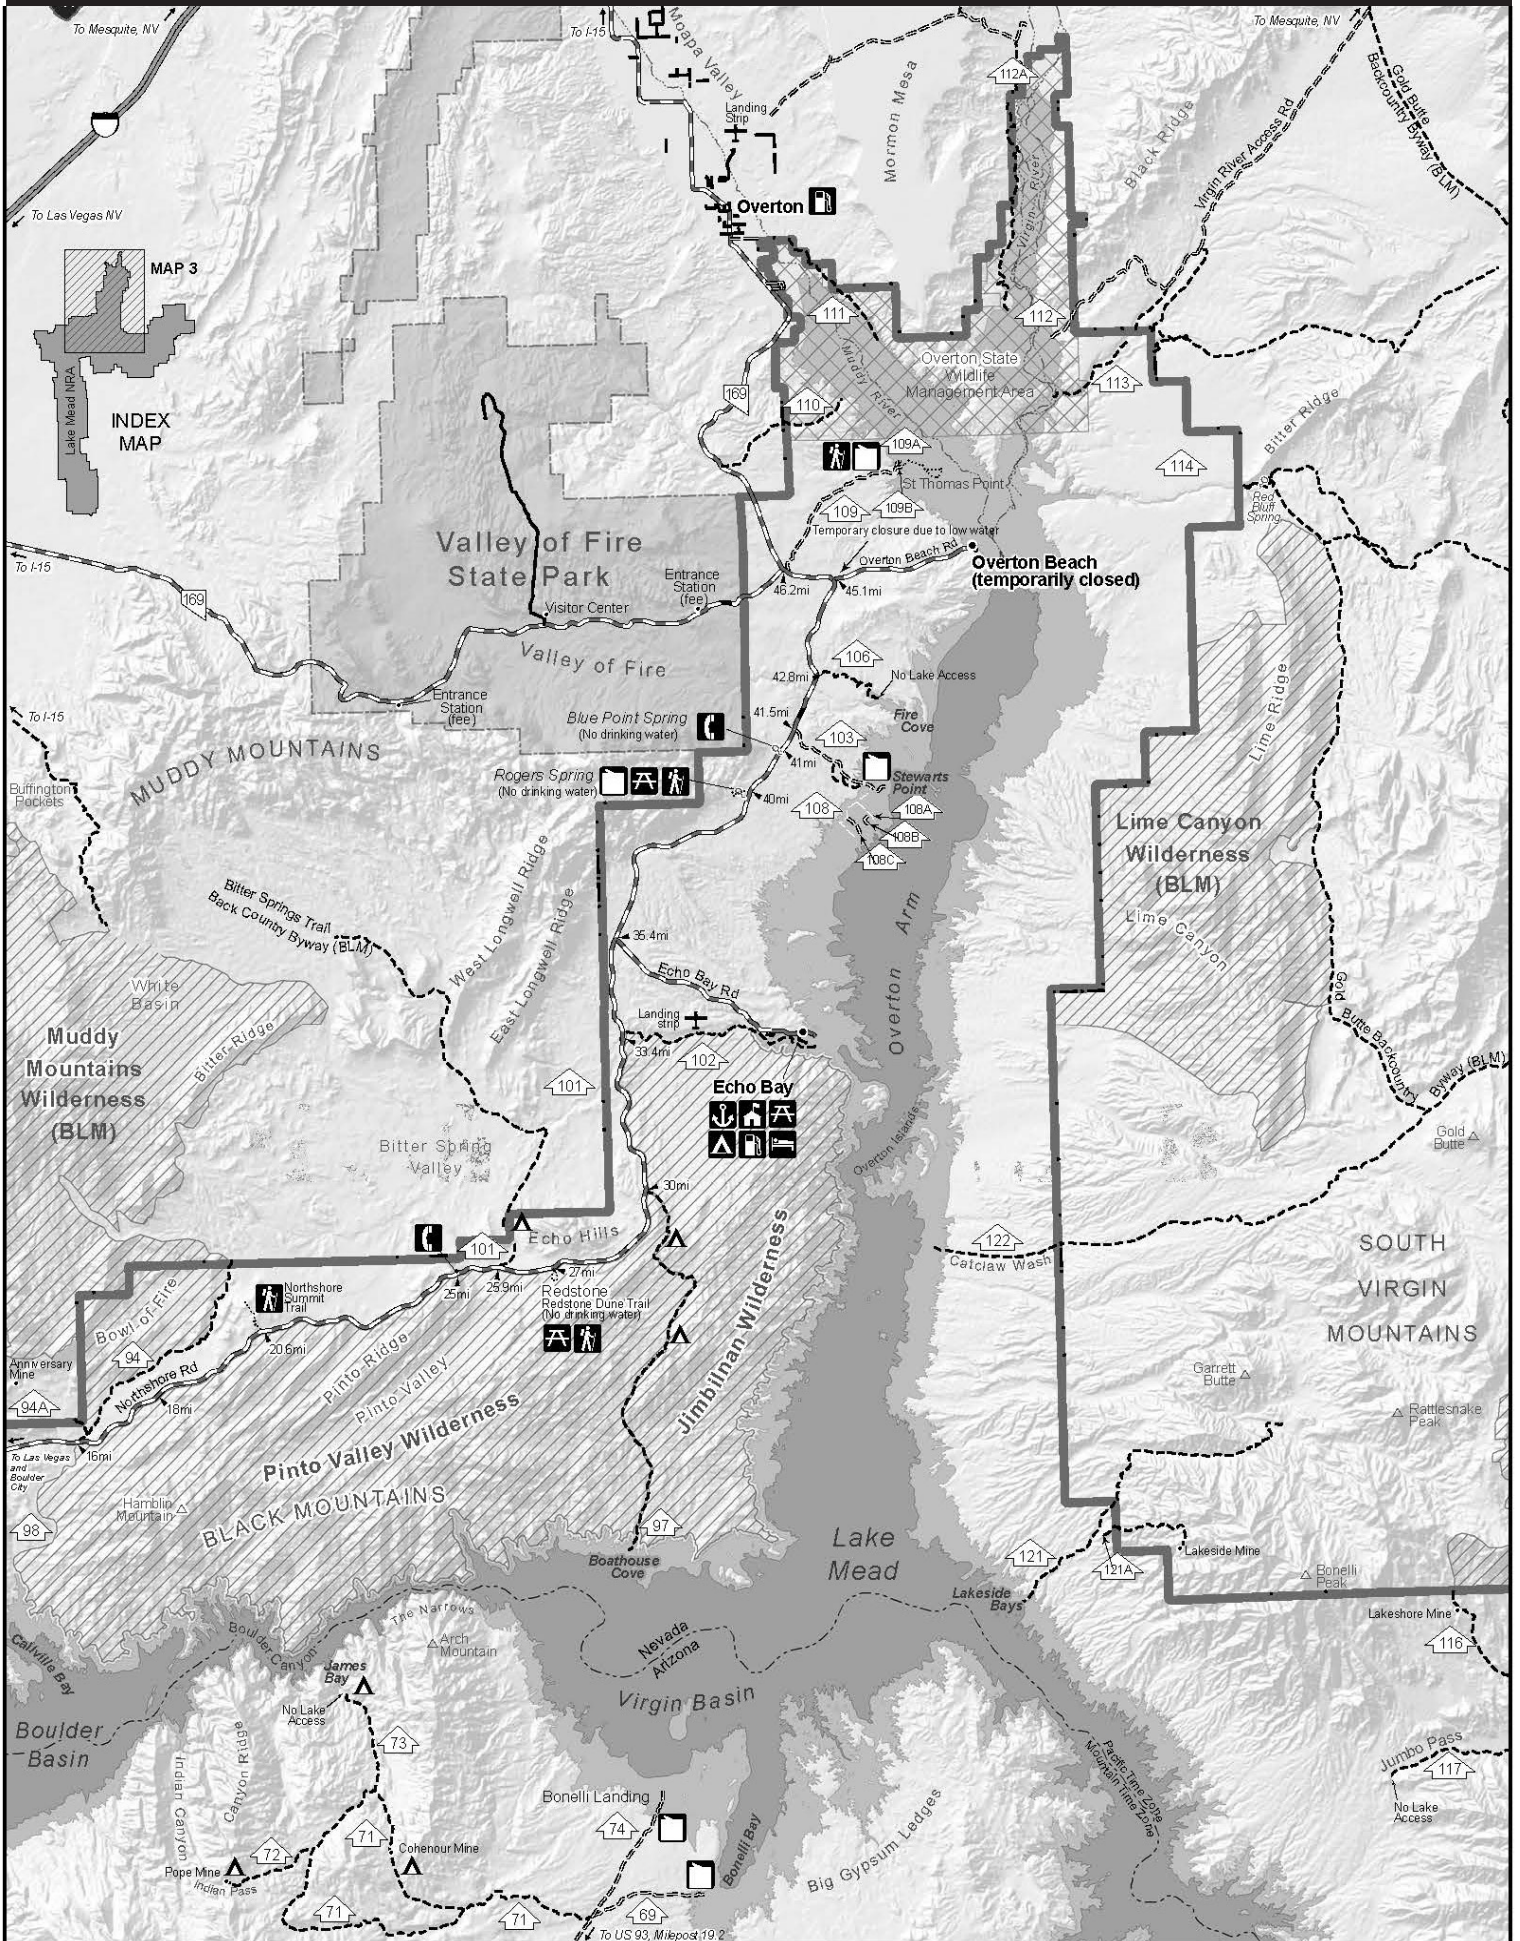 To Mesquite, NV
To I-15
Moapa Valley
To Mesquite, NV
112A
Gold Butte
Backcountry Byway (BLM)
Landing
Strip
Mormon Mesa
Black Ridge
Virgin River Access Rd
Virgin River
To Las Vegas NV
Overton
MAP 3
Lake Mead NRA
INDEX
MAP
111
112
Muddy River
Overton State
Wildlife
Management Area
113
169
110
Bitter Ridge
109A
114
St Thomas Point
Red
Bluff
Spring
109
109B
Temporary closure due to low water
Overton Beach Rd
Overton Beach
(temporarily closed)
Valley of Fire
State Park
To I-15
Entrance
Station
(fee)
46.2mi
45.1mi
169
Visitor Center
Valley of Fire
106
42.8mi
No Lake Access
Entrance
Station
(fee)
Lime Ridge
To I-15
Blue Point Spring
(No drinking water)
41.5mi
Fire
Cove
103
MUDDY MOUNTAINS
41mi
Rogers Spring
(No drinking water)
Stewarts
Point
Buffington
Pockets
40mi
108
108A
108B
108C
Lime Canyon
Wilderness
(BLM)
Lime Canyon
Bitter Springs Trail
Back Country Byway (BLM)
West Longwell Ridge
East Longwell Ridge
35.4mi
Overton Arm
Echo Bay Rd
White
Basin
Landing
strip
Gold
Butte Backcountry
Byway (BLM)
Bitter Ridge
Muddy
Mountains
Wilderness
(BLM)
33.4mi
102
101
Echo Bay
Overton Islands
Gold
Butte
Bitter Spring
Valley
30mi
Echo Hills
101
122
Catclaw Wash
SOUTH
VIRGIN
MOUNTAINS
Jimbilnan Wilderness
27mi
25mi
25.9mi
Northshore
Summit
Trail
Redstone
Redstone Dune Trail
(No drinking water)
Bowl of Fire
20.6mi
94
Anniversary
Mine
Northshore Rd
Pinto Ridge
Pinto Valley
Garrett
Butte
94A
18mi
Rattlesnake
Peak
Pinto Valley Wilderness
16mi
To Las Vegas
and
Boulder
City
BLACK MOUNTAINS
Hamblin
Mountain
98
97
Lake
Mead
Boathouse
Cove
121
121A
Lakeside Mine
Bonelli
Peak
Lakeside
Bays
Lakeshore Mine
116
The Narrows
Boulder Canyon
Arch
Mountain
Nevada
Arizona
Callville Bay
James
Bay
No Lake
Access
Virgin Basin
Boulder
Basin
73
Indian Canyon
Canyon Ridge
Pacific Time Zone
Mountain Time Zone
Jumbo Pass
117
No Lake
Access
Bonelli Landing
74
71
72
Cohenour Mine
Pope Mine
Indian Pass
Bonelli Bay
Big Gypsum Ledges
71
71
69
To US 93, Milepost 19.2